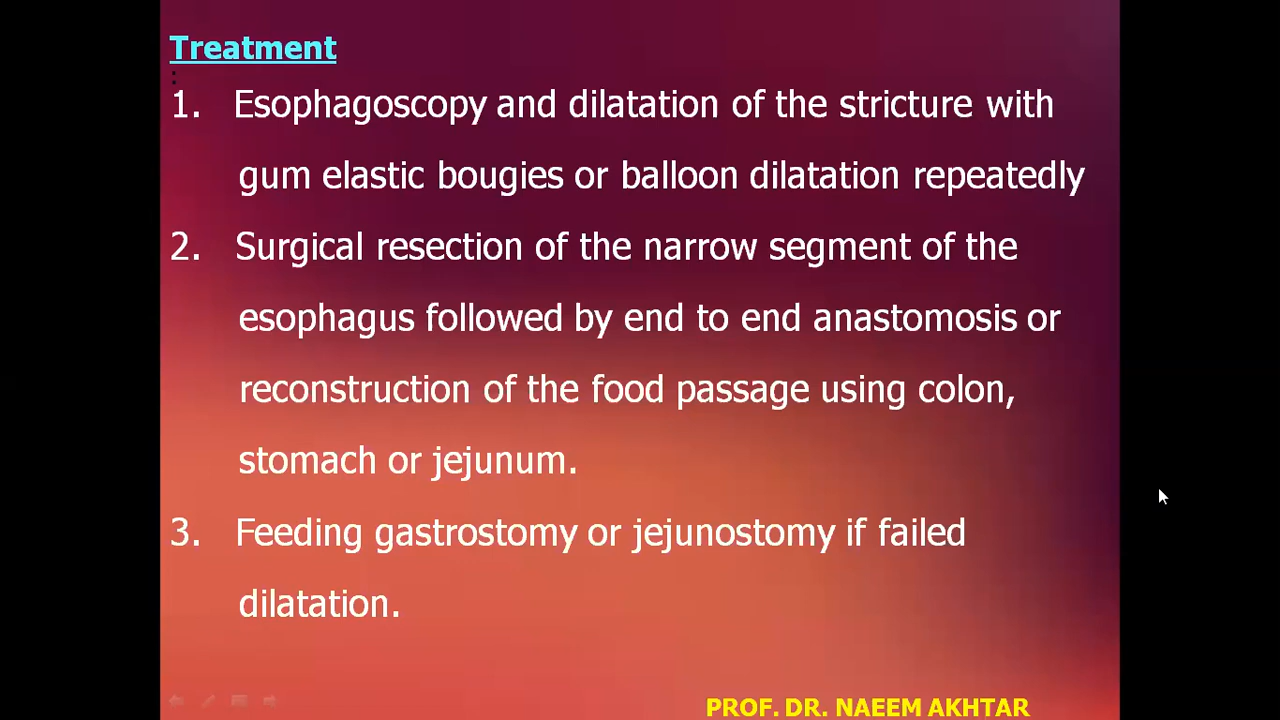 Treatment
:
1. Esophagoscopy and dilatation of the stricture with
gum elastic bougies or balloon dilatation repeatedly
2. Surgical resection of the narrow segment of the
esophagus followed by end to end anastomosis or
reconstruction of the food passage using colon,
stomach or jejunum.
3. Feeding gastrostomy or jejunostomy if failed
dilatation.
PROF. DR. NAEEM AKHTAR